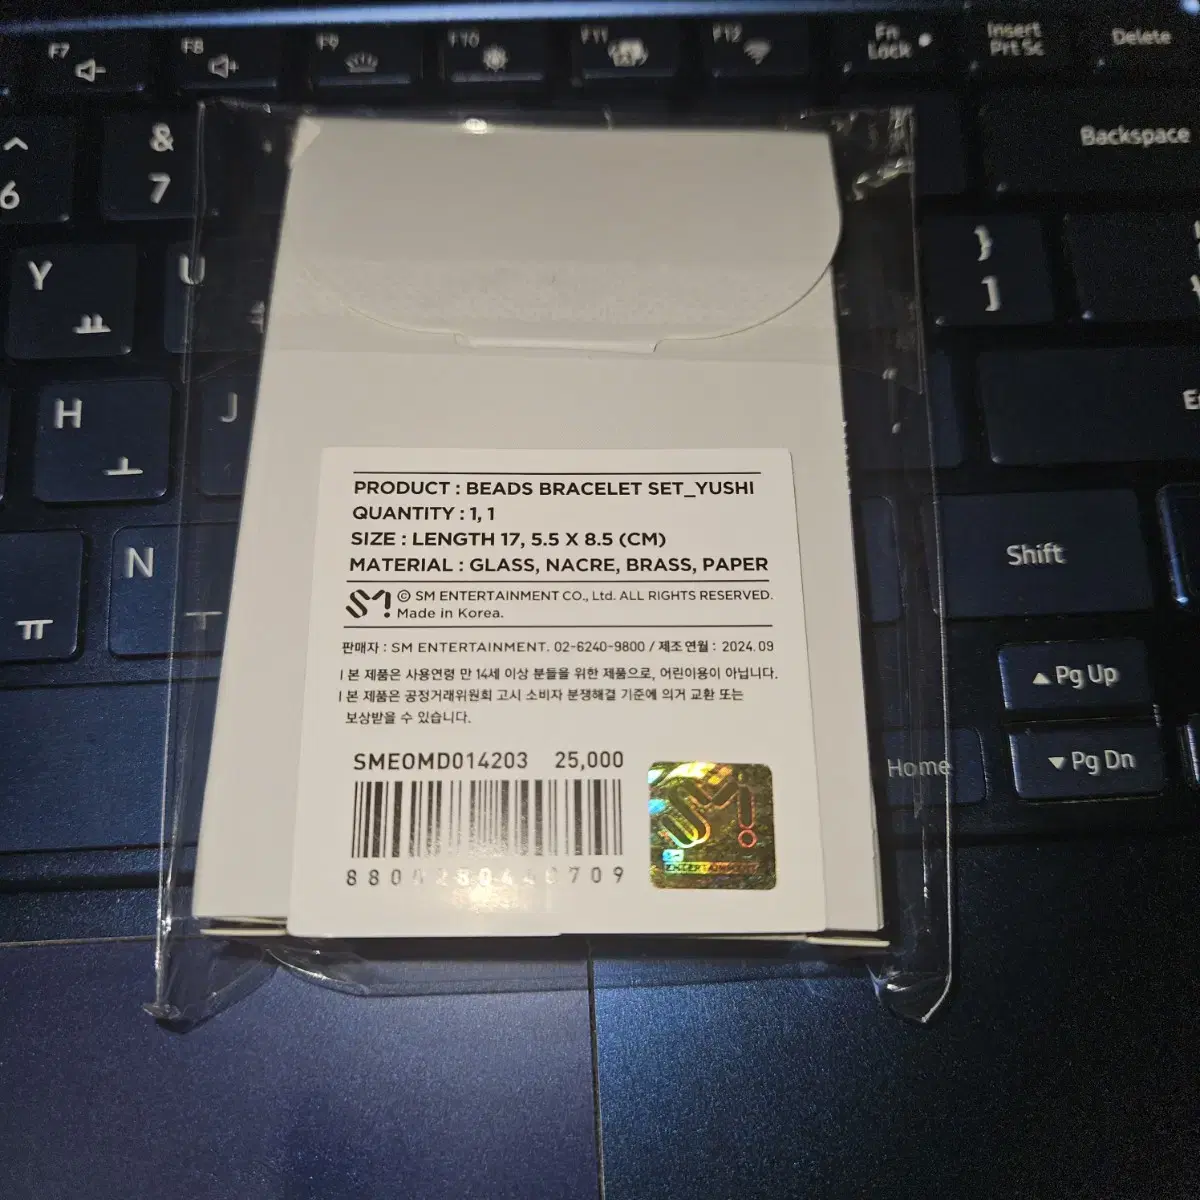 F7
F8
F9
F10
F11
F12
Fn
Lock
Insert
Prt Sc
Delete
^
6
&
7
Backspace
Y
ㅛ
U
}
]
H
ㅗ
J
N
ㅜ
ㅠ
Shift
Pg Up
Home
Pg Dn
PRODUCT : BEADS BRACELET SET_YUSHI
QUANTITY : 1, 1
SIZE : LENGTH 17, 5.5 X 8.5 (CM)
MATERIAL : GLASS, NACRE, BRASS, PAPER
SM! © SM ENTERTAINMENT CO., Ltd. ALL RIGHTS RESERVED.
Made in Korea.
판매자 : SM ENTERTAINMENT. 02-6240-9800 / 제조연월 : 2024.09
l 본 제품은 사용연령 만 14세 이상 분들을 위한 제품으로, 어린이용이 아닙니다.
l 본 제품은 공정거래위원회 고시 소비자 분쟁해결 기준에 의거 교환 또는
보상받을 수 있습니다.
SMEOMD014203 25,000
SM
ENTERTAINMENT